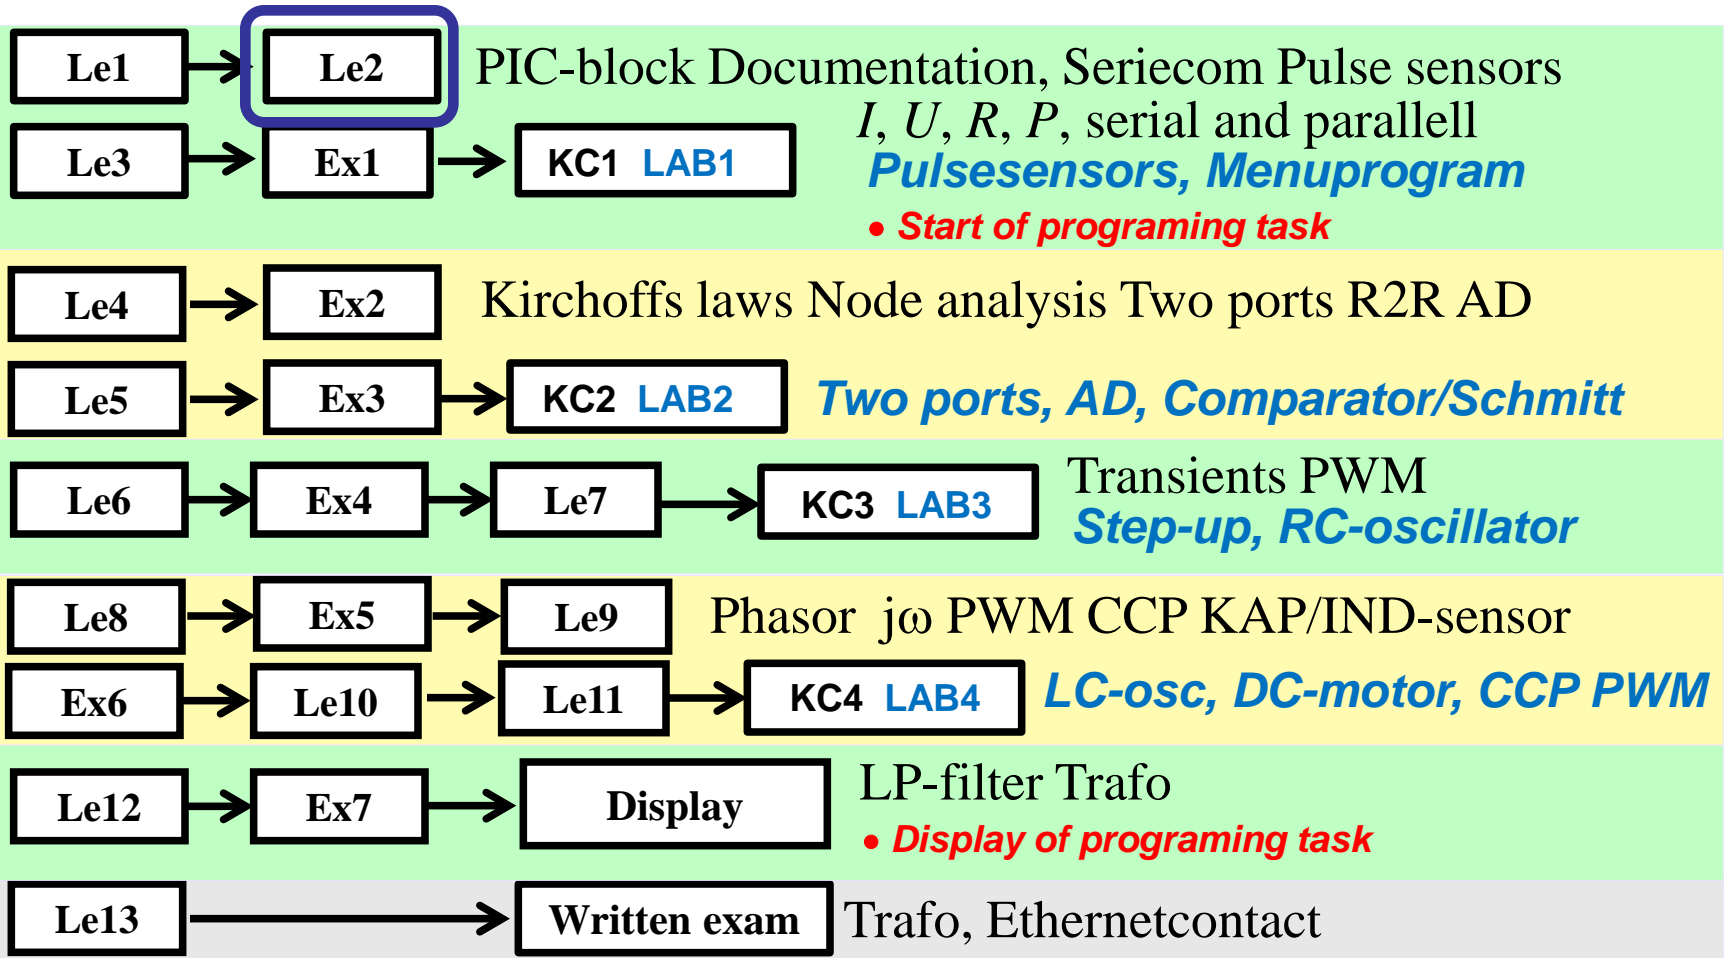 Le1 Le2 PIC-block Documentation, Seriecom Pulse sensors
I, U, R, P, serial and parallell
Le3 Ex1 KC1 LAB1 Pulsesensors, Menuprogram
• Start of programing task
Le4 Ex2 Kirchoffs laws Node analysis Two ports R2R AD
Le5 Ex3 KC2 LAB2 Two ports, AD, Comparator/Schmitt
Le6 Ex4 Le7 KC3 LAB3 Transients PWM
Step-up, RC-oscillator
Le8 Ex5 Le9 Phasor jω PWM CCP KAP/IND-sensor
Ex6 Le10 Le11 KC4 LAB4 LC-osc, DC-motor, CCP PWM
Le12 Ex7 Display LP-filter Trafo
• Display of programing task
Le13 Written exam Trafo, Ethernetcontact